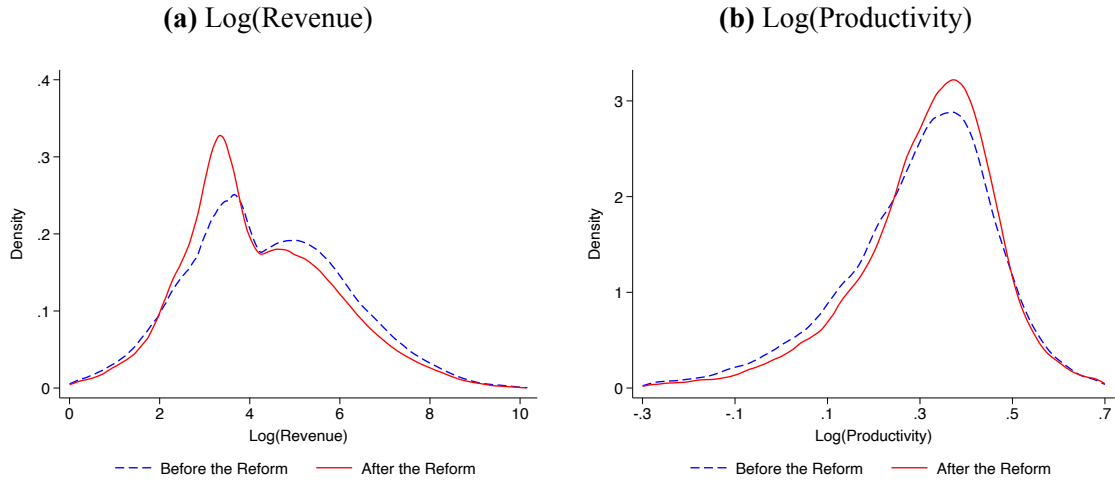 (a) Log(Revenue)
.4
.3
.2
.1
0
Density
0 2 4 6 8 10
Log(Revenue)
Before the Reform After the Reform
(b) Log(Productivity)
3
2
1
0
Density
-.3 -.1 .1 .3 .5 .7
Log(Productivity)
Before the Reform After the Reform